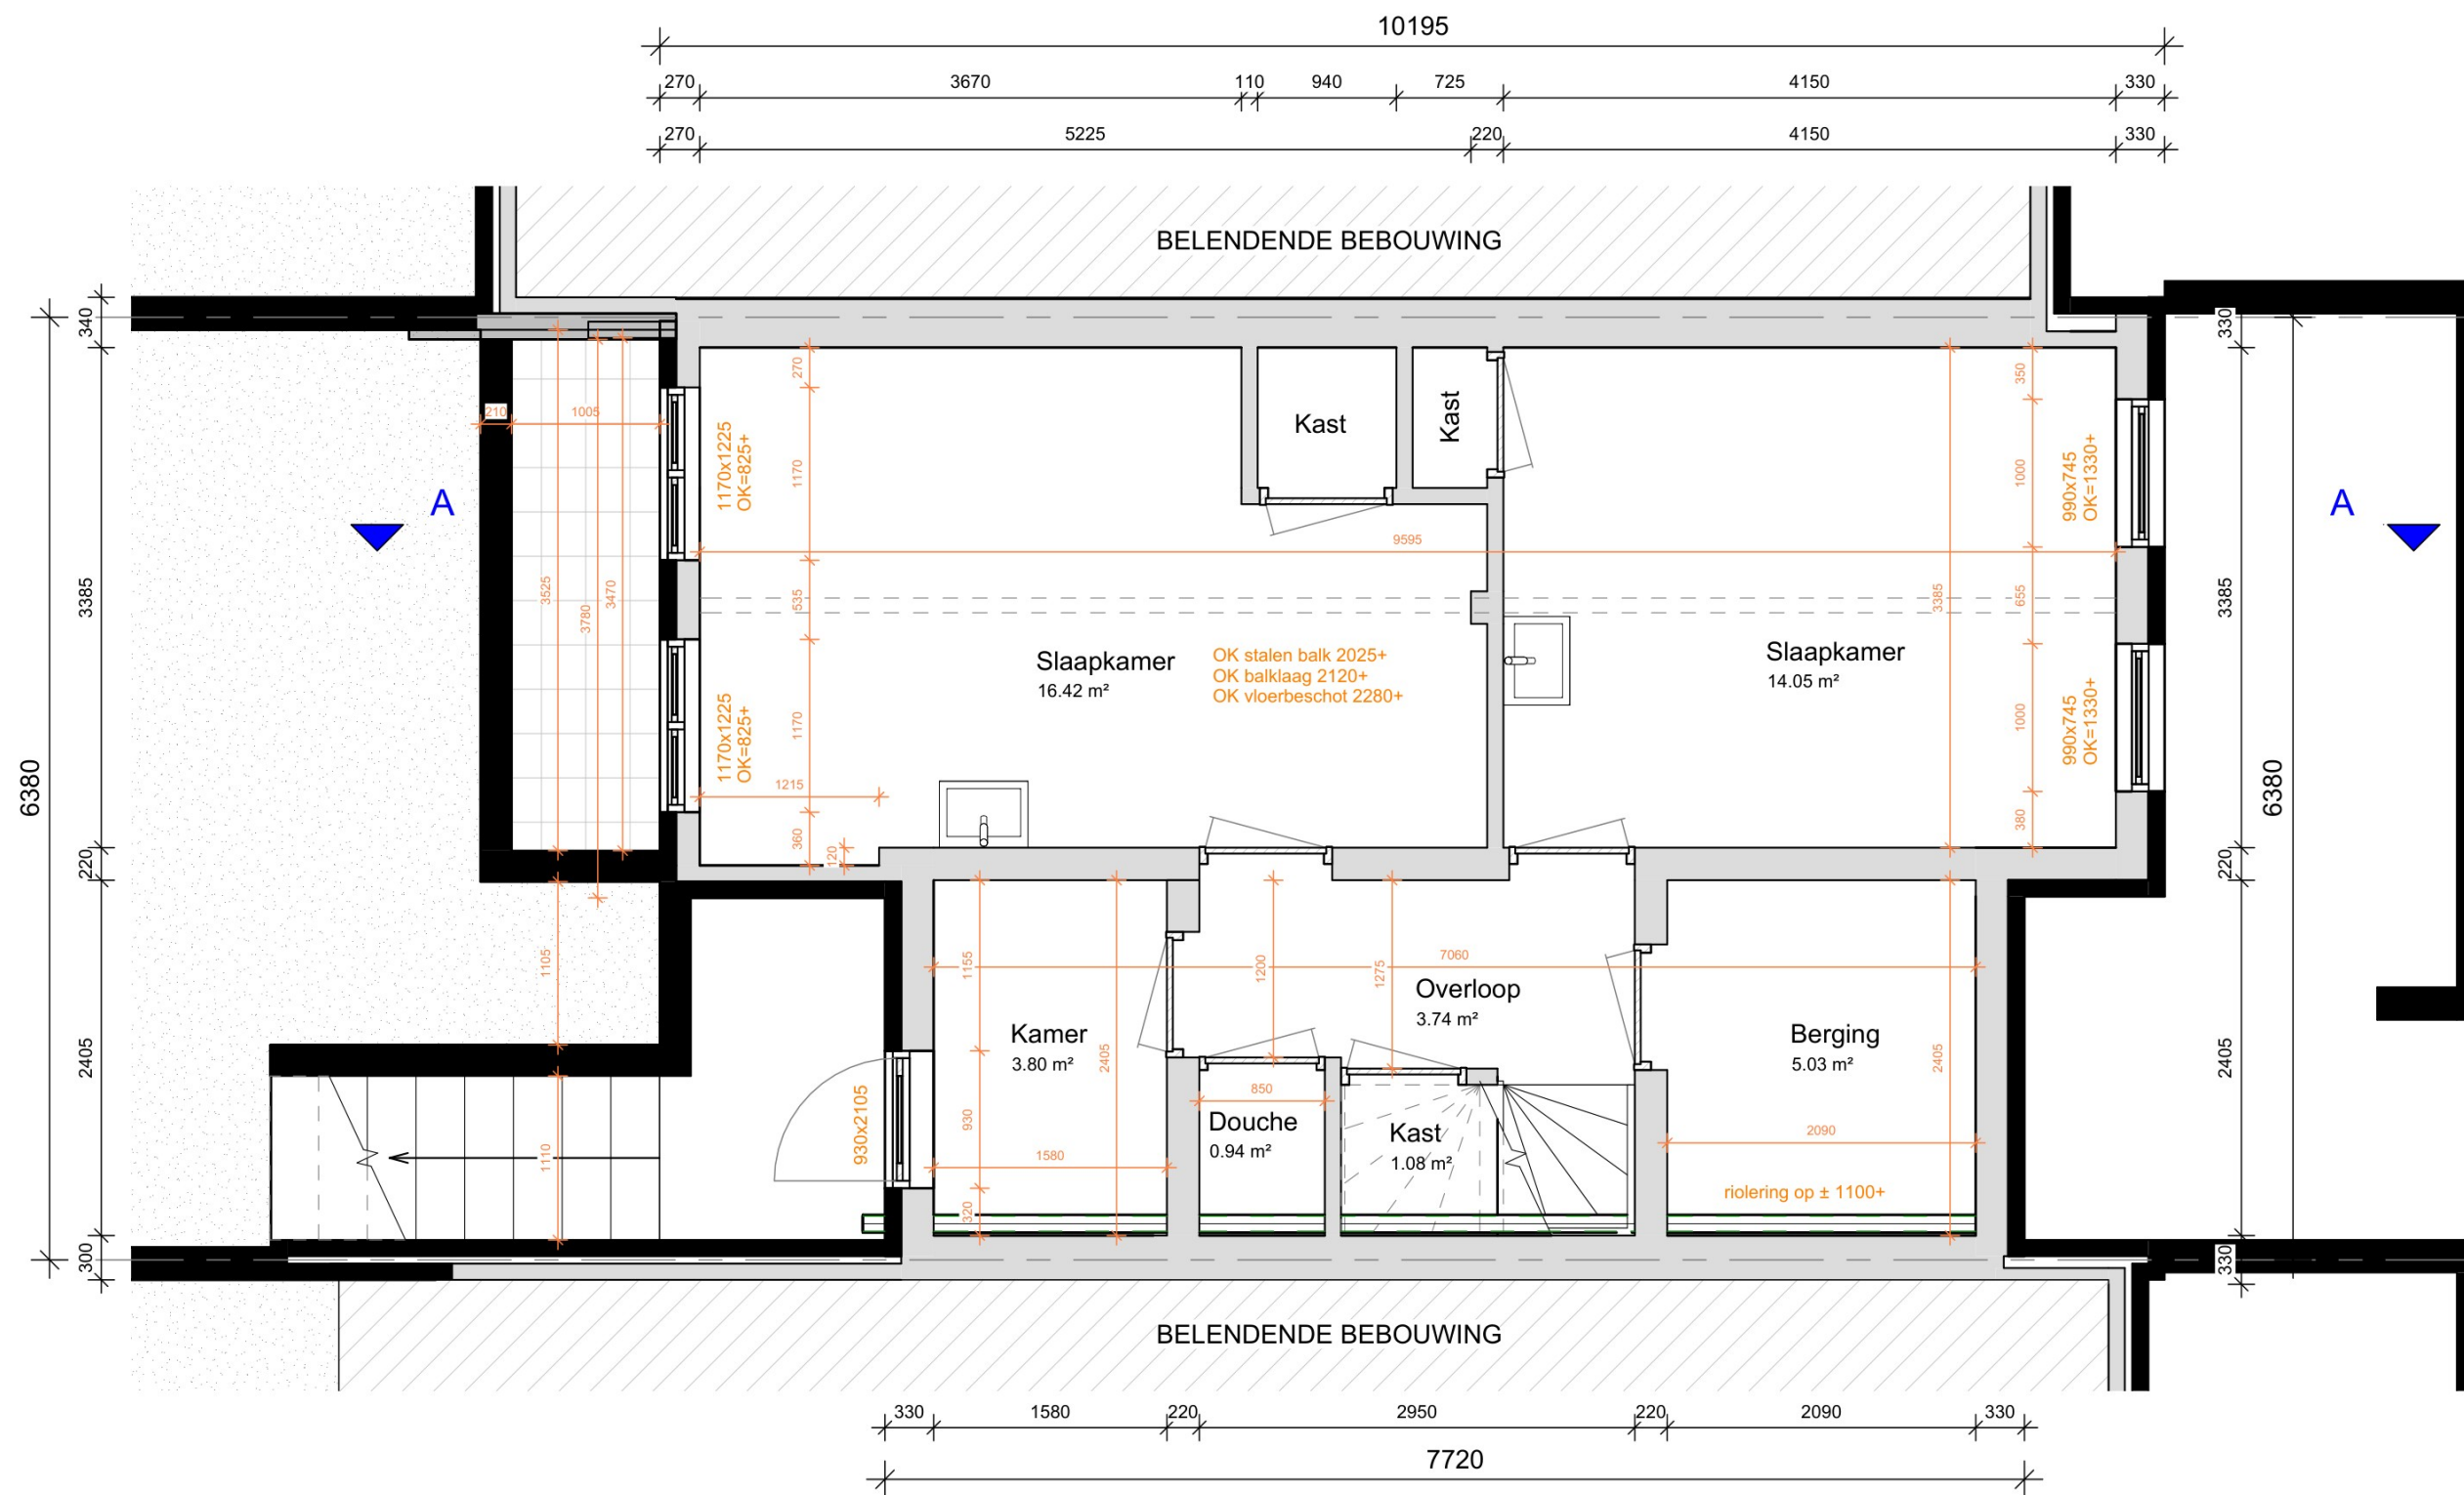 10195
270 3670 110 940 725 4150 330
270 5225 220 4150 330
BELENDENDE BEBOUWING
340
330
270
350
Kast
Kast
210 1005
1170x1225
OK=825+
1170
1000
990x745
OK=1330+
A
A
9595
3525
3780
3470
535
3385
655
3385
3385
Slaapkamer
16.42 m²
OK stalen balk 2025+
OK balklaag 2120+
OK vloerbeschot 2280+
Slaapkamer
14.05 m²
1170x1225
OK=825+
1170
1000
990x745
OK=1330+
6380
6380
1215
360
120
380
220
220
1105
1155
1200
1275
7060
Overloop
3.74 m²
Kamer
3.80 m²
2405
Berging
5.03 m²
2405
2405
2405
850
930x2105
930
Douche
0.94 m²
Kast
1.08 m²
2090
1110
1580
320
riolering op ± 1100+
300
330
BELENDENDE BEBOUWING
330 1580 220 2950 220 2090 330
7720